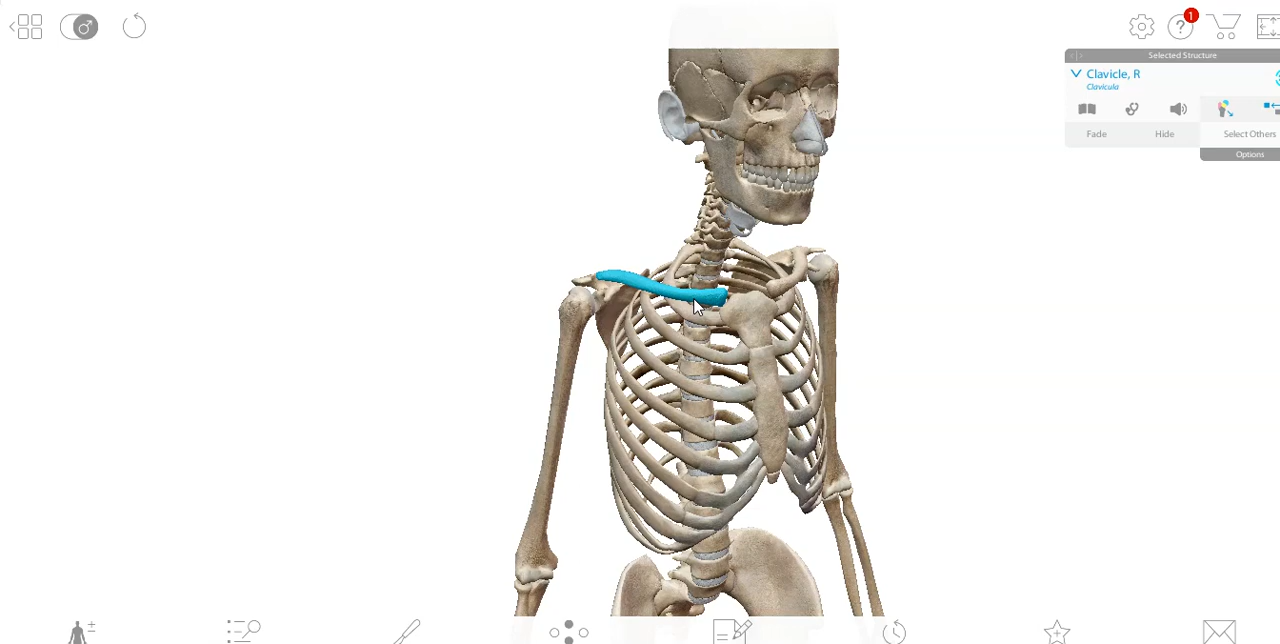 1
Selected Structure
Clavicle, R
Clavicula
Fade Hide Select Others
Options